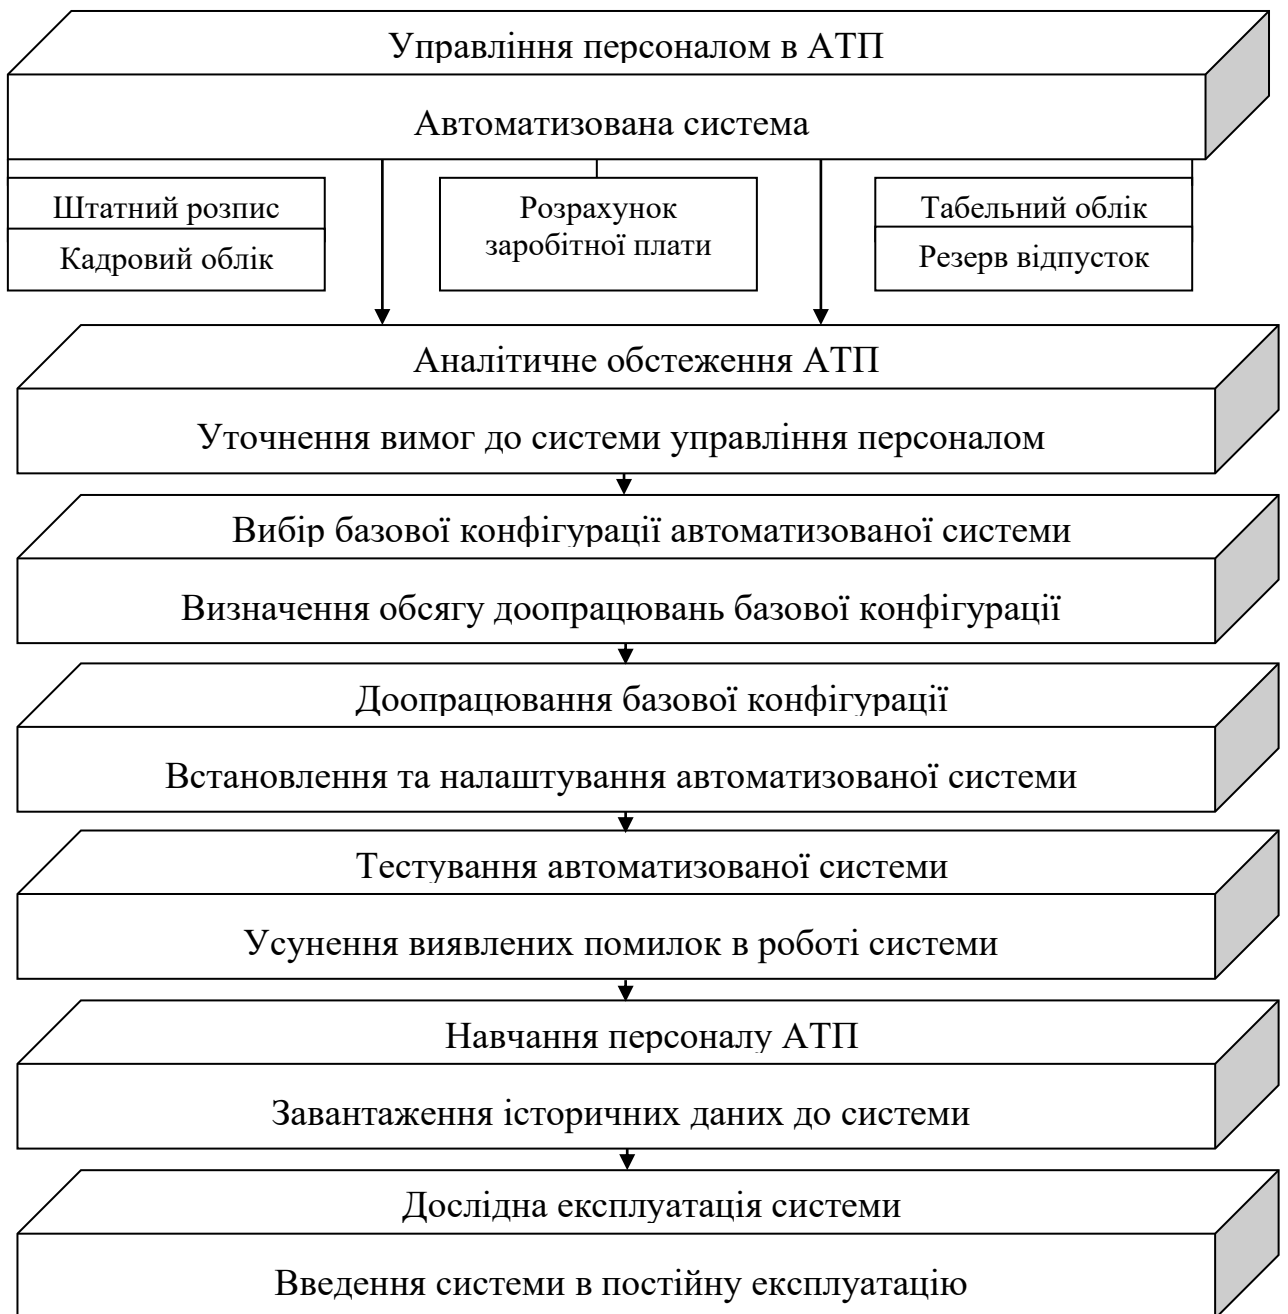 Управління персоналом в АТП
Автоматизована система
Штатний розпис
Кадровий облік
Розрахунок
заробітної плати
Табельний облік
Резерв відпусток
Аналітичне обстеження АТП
Уточнення вимог до системи управління персоналом
Вибір базової конфігурації автоматизованої системи
Визначення обсягу доопрацювань базової конфігурації
Доопрацювання базової конфігурації
Встановлення та налаштування автоматизованої системи
Тестування автоматизованої системи
Усунення виявлених помилок в роботі системи
Навчання персоналу АТП
Завантаження історичних даних до системи
Дослідна експлуатація системи
Введення системи в постійну експлуатацію